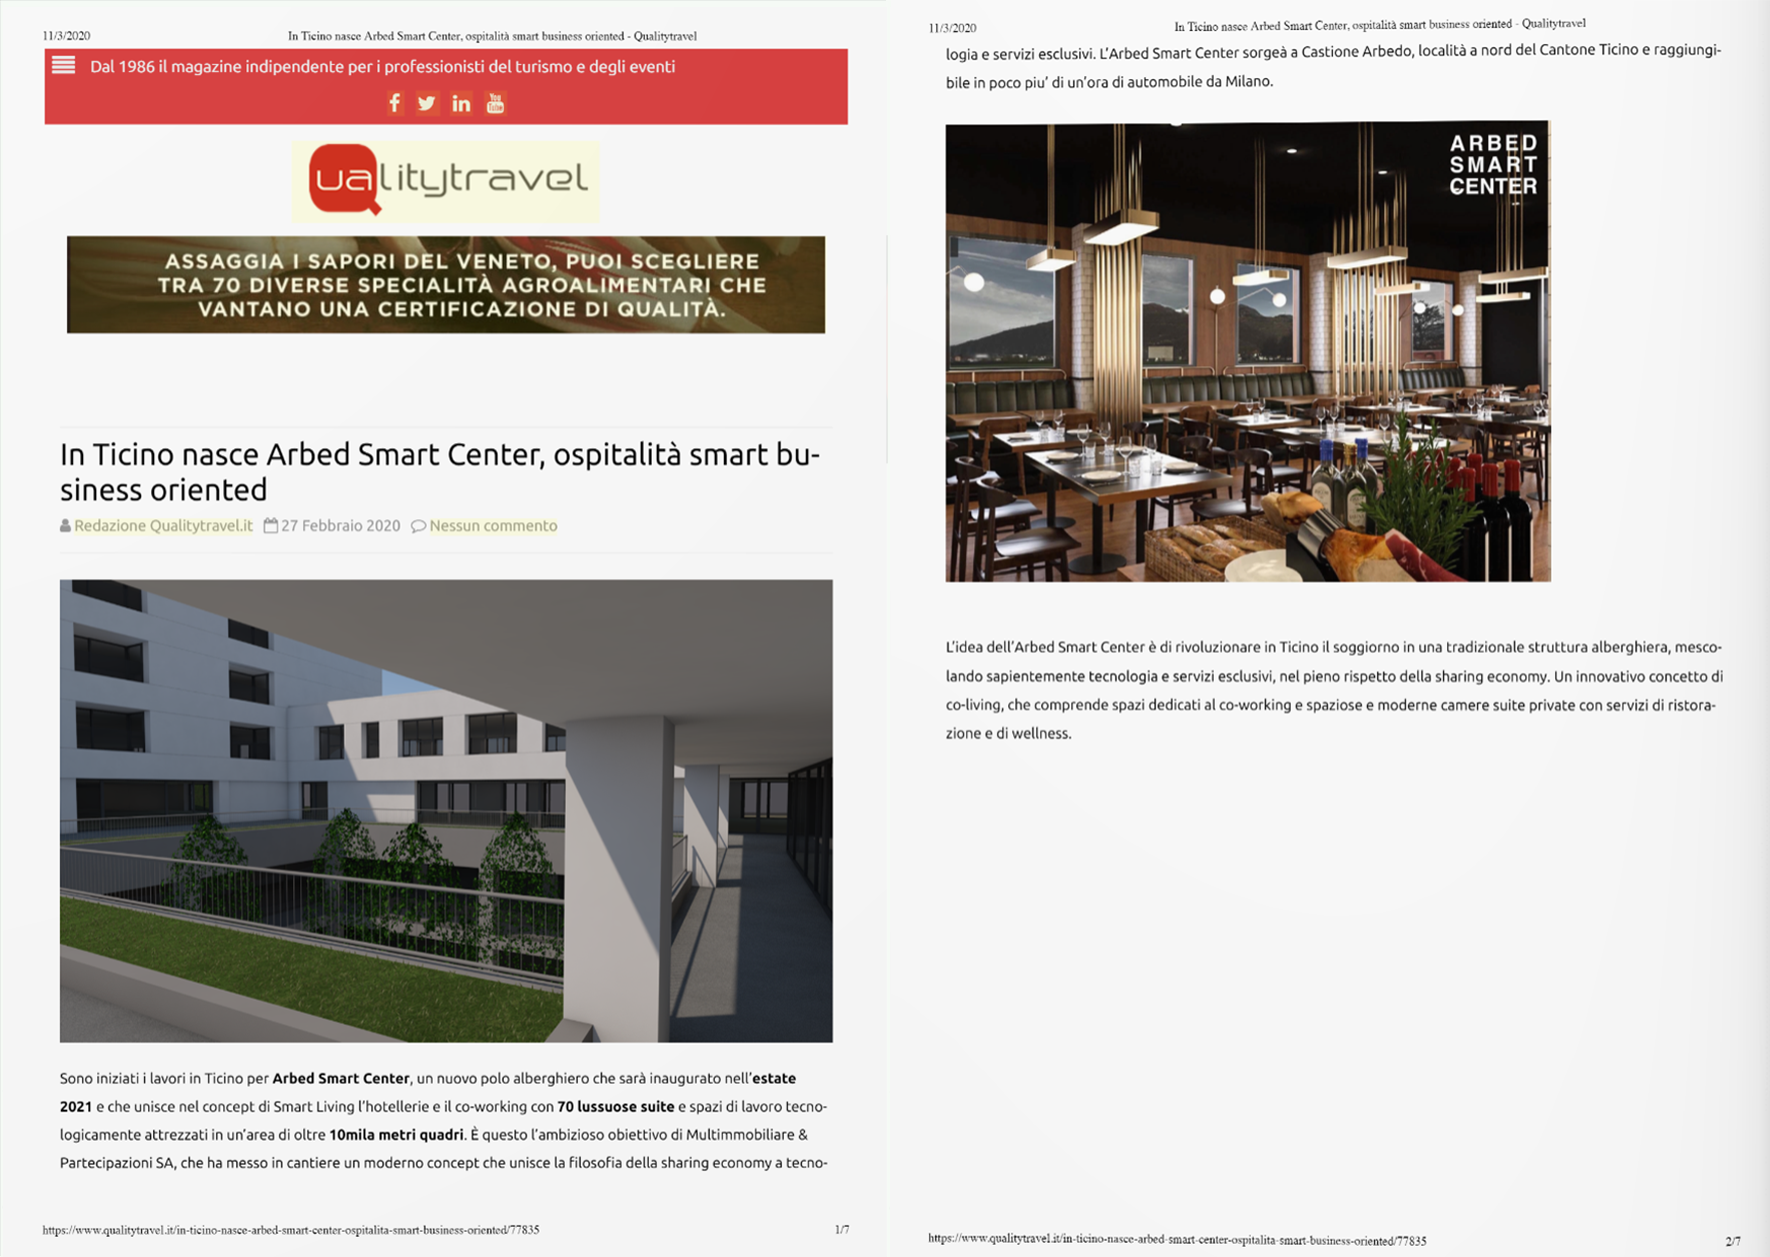 11/3/2020
In Ticino nasce Arbed Smart Center, ospitalità smart business oriented - Qualitytravel
Dal 1986 il magazine indipendente per i professionisti del turismo e degli eventi
You
Tube
Qualitytravel
ASSAGGIA I SAPORI DEL VENETO, PUOI SCEGLIERE
TRA 70 DIVERSE SPECIALITÀ AGROALIMENTARI CHE
VANTANO UNA CERTIFICAZIONE DI QUALITÀ.
In Ticino nasce Arbed Smart Center, ospitalità smart bu-
siness oriented
Redazione Qualitytravel.it 27 Febbraio 2020 Nessun commento
Sono iniziati i lavori in Ticino per Arbed Smart Center, un nuovo polo alberghiero che sarà inaugurato nell'estate
2021 e che unisce nel concept di Smart Living l'hotellerie e il co-working con 70 lussuose suite e spazi di lavoro tecno-
logicamente attrezzati in un'area di oltre 10mila metri quadri. È questo l'ambizioso obiettivo di Multimmobiliare &
Partecipazioni SA, che ha messo in cantiere un moderno concept che unisce la filosofia della sharing economy a tecno-
https://www.qualitytravel.it/in-ticino-nasce-arbed-smart-center-ospitalita-smart-business-oriented/77835
1/7
11/3/2020
In Ticino nasce Arbed Smart Center, ospitalità smart business oriented - Qualitytravel
logia e servizi esclusivi. L'Arbed Smart Center sorgeà a Castione Arbedo, località a nord del Cantone Ticino e raggiungi-
bile in poco piu' di un'ora di automobile da Milano.
ARBED
SMART
CENTER
L'idea dell'Arbed Smart Center è di rivoluzionare in Ticino il soggiorno in una tradizionale struttura alberghiera, mesco-
lando sapientemente tecnologia e servizi esclusivi, nel pieno rispetto della sharing economy. Un innovativo concetto di
co-living, che comprende spazi dedicati al co-working e spaziose e moderne camere suite private con servizi di ristora-
zione e di wellness.
https://www.qualitytravel.it/in-ticino-nasce-arbed-smart-center-ospitalita-smart-business-oriented/77835
2/7